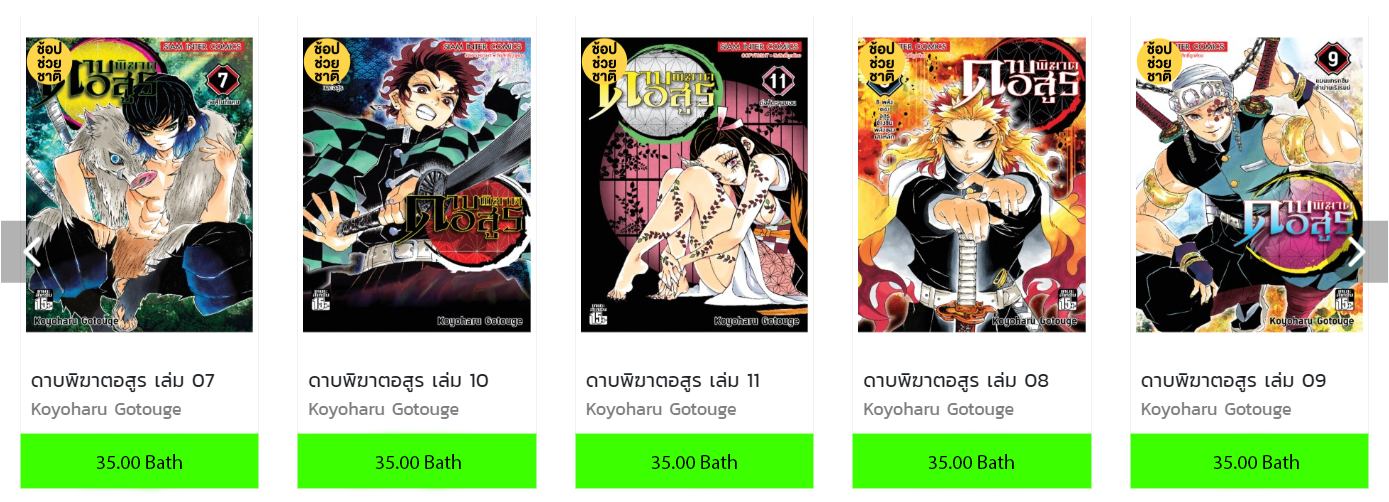 ช้อป
ช่วย
ชาติ
SIAM INTER COMICS
ดาบพิฆาต
อสูร
7
15+
Koyoharu Gotouge
ดาบพิฆาตอสูร เล่ม 07
Koyoharu Gotouge
35.00 Bath
ช้อป
ช่วย
ชาติ
SIAM INTER COMICS
ดาบพิฆาต
อสูร
15+
Koyoharu Gotouge
ดาบพิฆาตอสูร เล่ม 10
Koyoharu Gotouge
35.00 Bath
ช้อป
ช่วย
ชาติ
SIAM INTER COMICS
ดาบพิฆาต
อสูร
11
15+
Koyoharu Gotouge
ดาบพิฆาตอสูร เล่ม 11
Koyoharu Gotouge
35.00 Bath
ช้อป
ช่วย
ชาติ
COMICS
ดาบพิฆาต
อสูร
15+
Koyoharu Gotouge
ดาบพิฆาตอสูร เล่ม 08
Koyoharu Gotouge
35.00 Bath
ช้อป
ช่วย
ชาติ
COMICS
9
ดาบพิฆาต
อสูร
15+
Koyoharu Gotouge
ดาบพิฆาตอสูร เล่ม 09
Koyoharu Gotouge
35.00 Bath